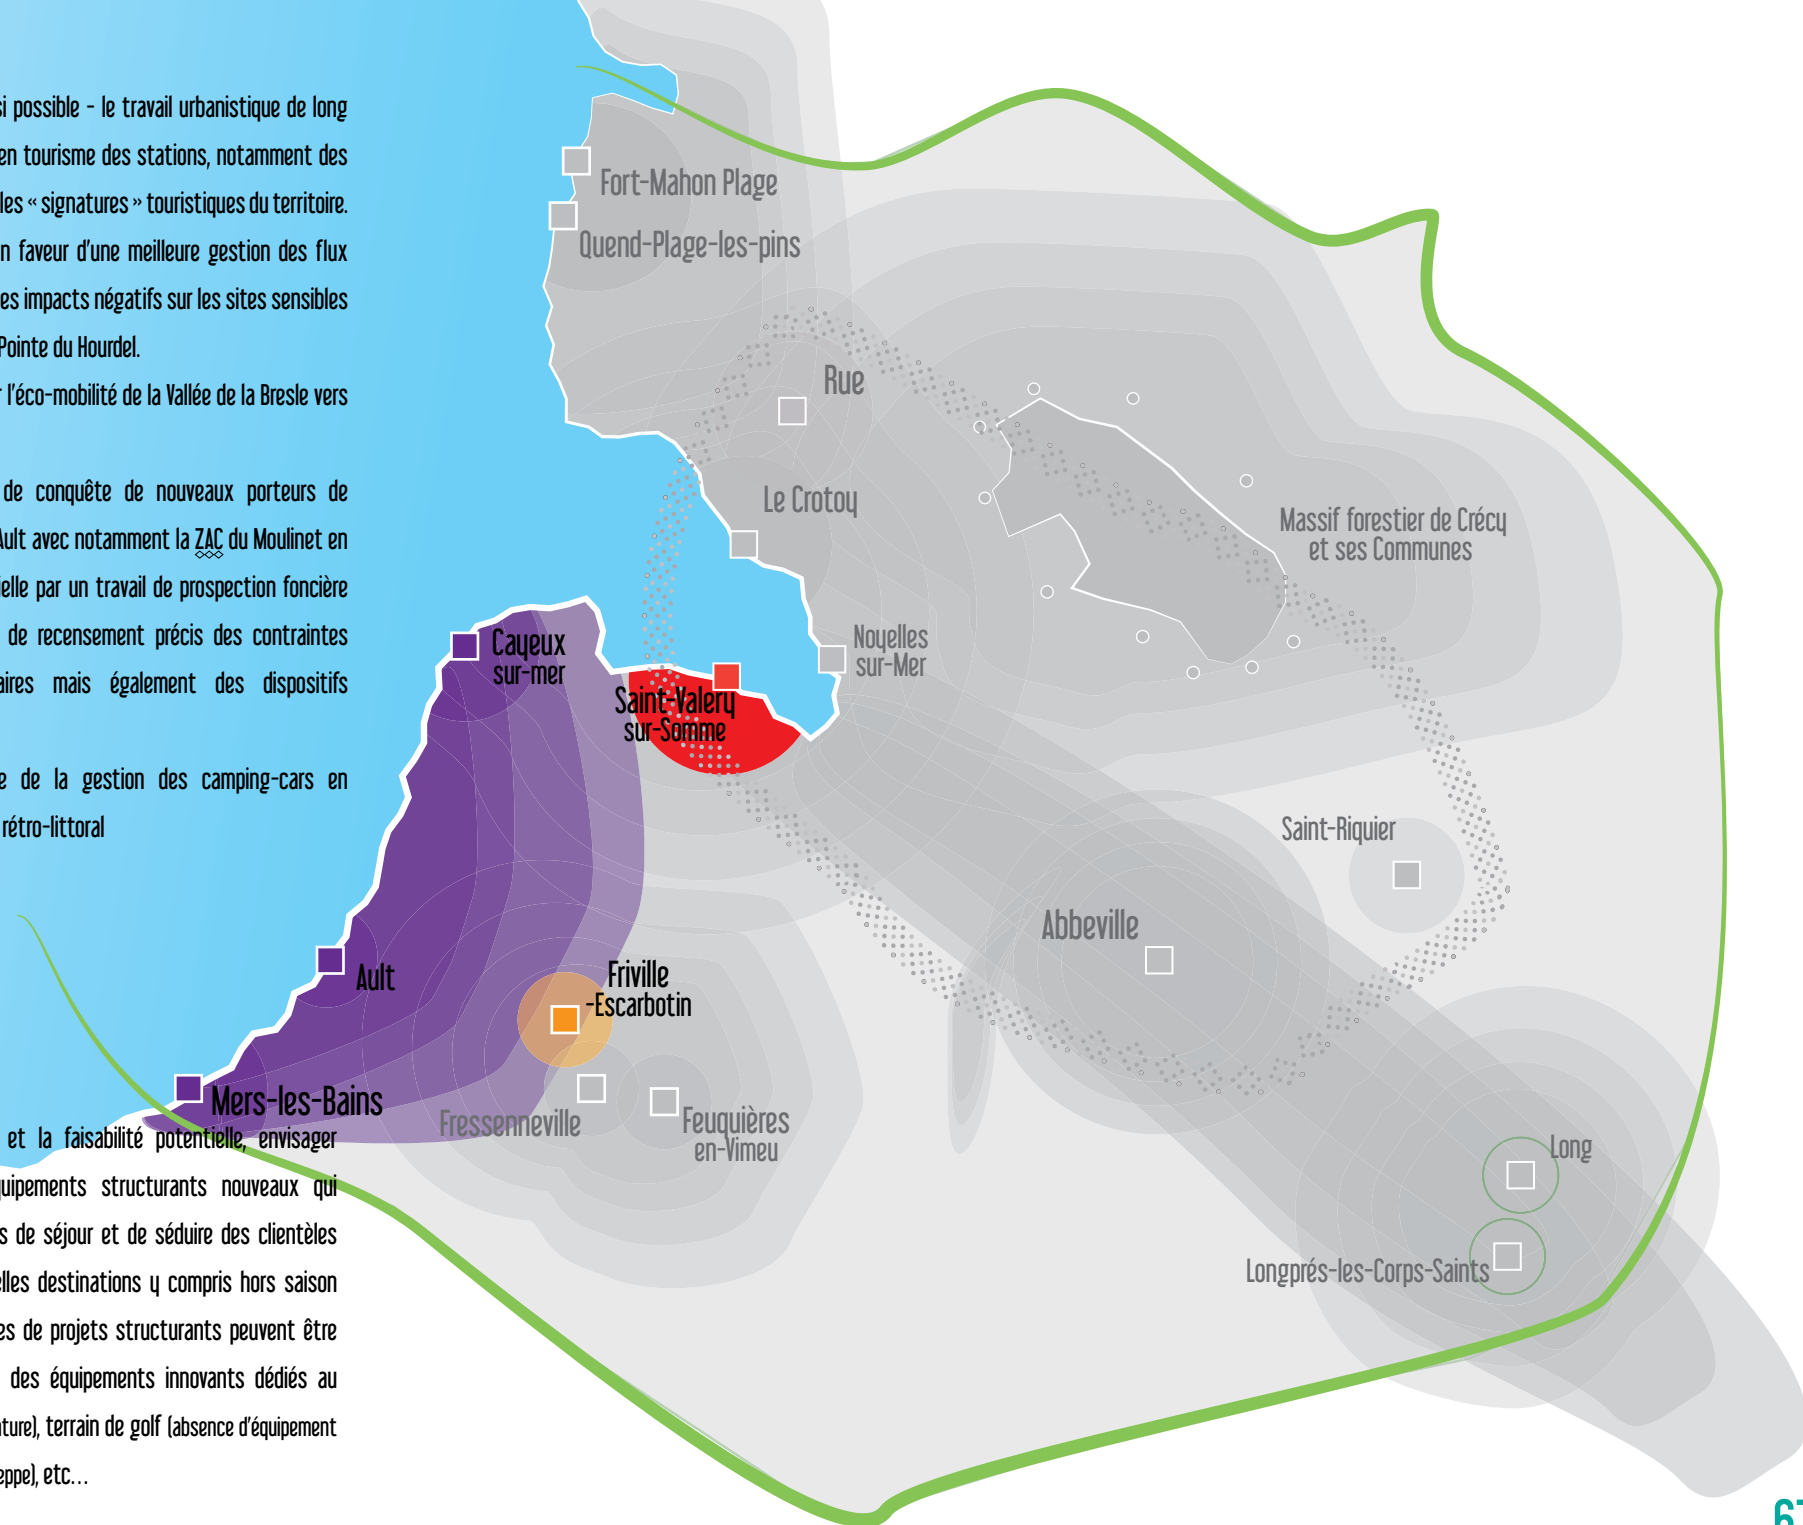 si possible - le travail urbanistique de long
en tourisme des stations, notamment des
les « signatures » touristiques du territoire.
n faveur d'une meilleure gestion des flux
es impacts négatifs sur les sites sensibles
Pointe du Hourdel.
r l'éco-mobilité de la Vallée de la Bresle vers
de conquête de nouveaux porteurs de
Ault avec notamment la ZAC du Moulinet en
ielle par un travail de prospection foncière
de recensement précis des contraintes
aires mais également des dispositifs
e de la gestion des camping-cars en
rétro-littoral
et la faisabilité potentielle, envisager
quipements structurants nouveaux qui
s de séjour et de séduire des clientèles
elles destinations y compris hors saison
es de projets structurants peuvent être
des équipements innovants dédiés au
ature), terrain de golf (absence d'équipement
eppe), etc...
Fort-Mahon Plage
Quend-Plage-les-pins
Rue
Le Crotoy
Massif forestier de Crécy
et ses Communes
Noyelles
sur-Mer
Cayeux
sur-mer
Saint-Valery
sur-Somme
Saint-Riquier
Abbeville
Ault
Friville
-Escarbotin
Mers-les-Bains
Fressenneville
Feuquières
en-Vimeu
Long
Longprés-les-Corps-Saints